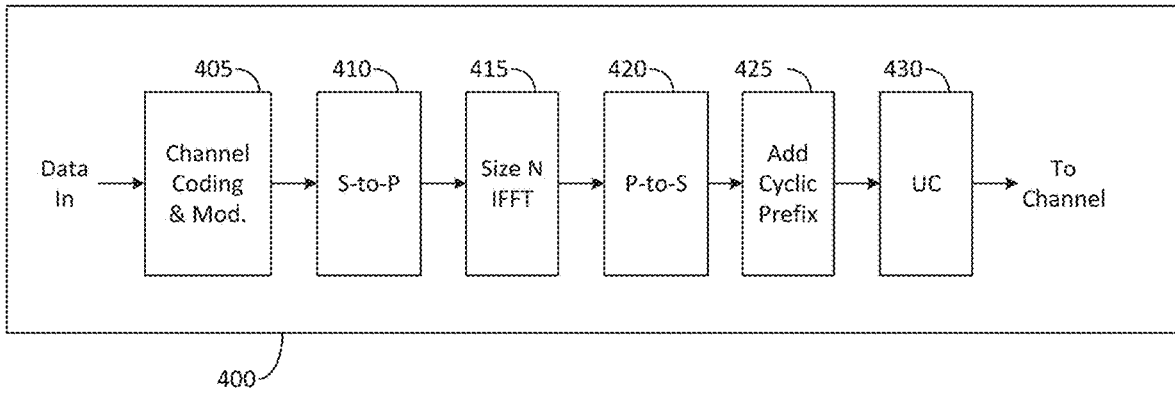 405
410
415
420
425
430
Data
In
Channel
Coding
& Mod.
S-to-P
Size N
IFFT
P-to-S
Add
Cyclic
Prefix
UC
To
Channel
400